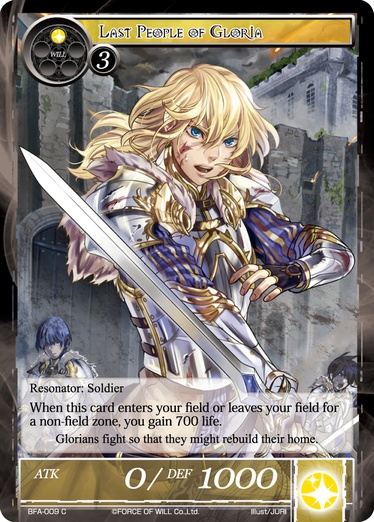 Last People of Gloria
WILL
3
Resonator: Soldier
When this card enters your field or leaves your field for
a non-field zone, you gain 700 life.
Glorians fight so that they might rebuild their home.
ATK 0/ DEF 1000
BFA-009 C ©FORCE OF WILL Co.,Ltd. Illust/JURI